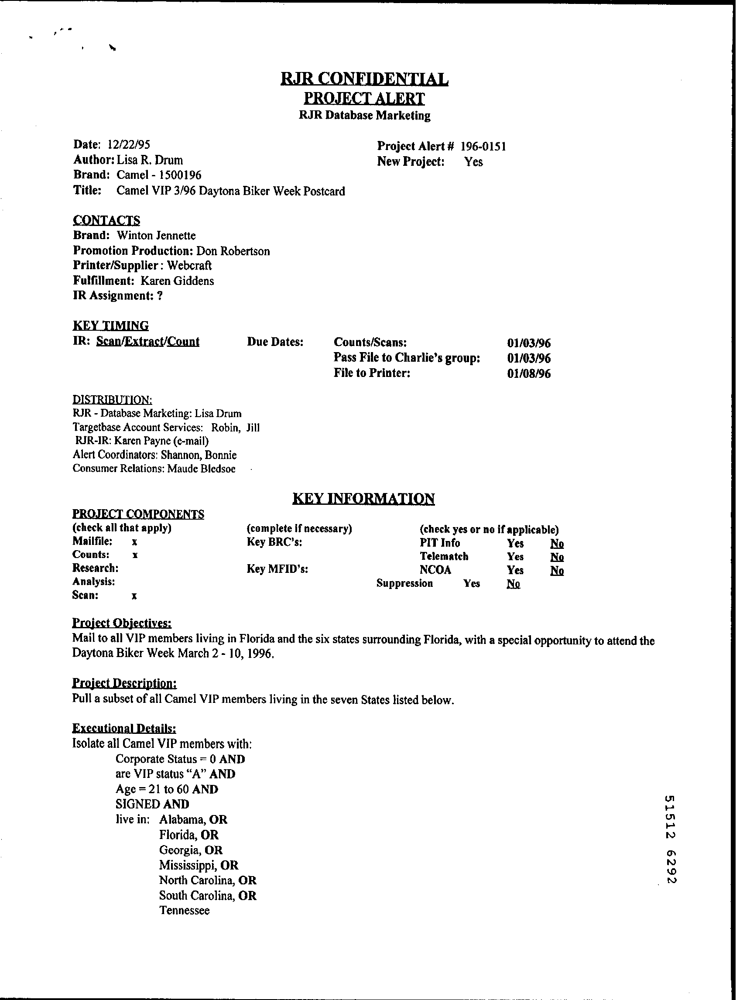 RJR CONFIDENTIAL
PROJECT ALERT
RJR Database Marketing
Date: 12/22/95
Project Alert # 196-0151
Author: Lisa R. Drum
New Project: Yes
Brand: Camel - 1500196
Title: Camel VIP 3/96 Daytona Biker Week Postcard
CONTACTS
Brand: Winton Jennette
Promotion Production: Don Robertson
Printer/Supplier : Webcraft
Fulfillment: Karen Giddens
IR Assignment: ?
KEY TIMING
IR: Scan/Extract/Count Due Dates: Counts/Scans: 01/03/96
Pass File to Charlie's group: 01/03/96
File to Printer: 01/08/96
DISTRIBUTION:
RJR - Database Marketing: Lisa Drum
Targetbase Account Services: Robin, Jill
RJR-IR: Karen Payne (e-mail)
Alert Coordinators: Shannon, Bonnie
Consumer Relations: Maude Bledsoe
KEY INFORMATION
PROJECT COMPONENTS
(check all that apply) (complete if necessary) (check yes or no if applicable)
Mailfile: x Key BRC's: PIT Info Yes No
Counts: x Telematch Yes No
Research: Key MFID's: NCOA Yes No
Analysis: Suppression Yes No
Scan: x
Project Objectives:
Mail to all VIP members living in Florida and the six states surrounding Florida, with a special opportunity to attend the
Daytona Biker Week March 2 - 10, 1996.
Project Description:
Pull a subset of all Camel VIP members living in the seven States listed below.
Executional Details:
Isolate all Camel VIP members with:
Corporate Status = 0 AND
are VIP status "A" AND
Age = 21 to 60 AND
SIGNED AND
live in: Alabama, OR
Florida, OR
Georgia, OR
Mississippi, OR
North Carolina, OR
South Carolina, OR
Tennessee
51512 6292